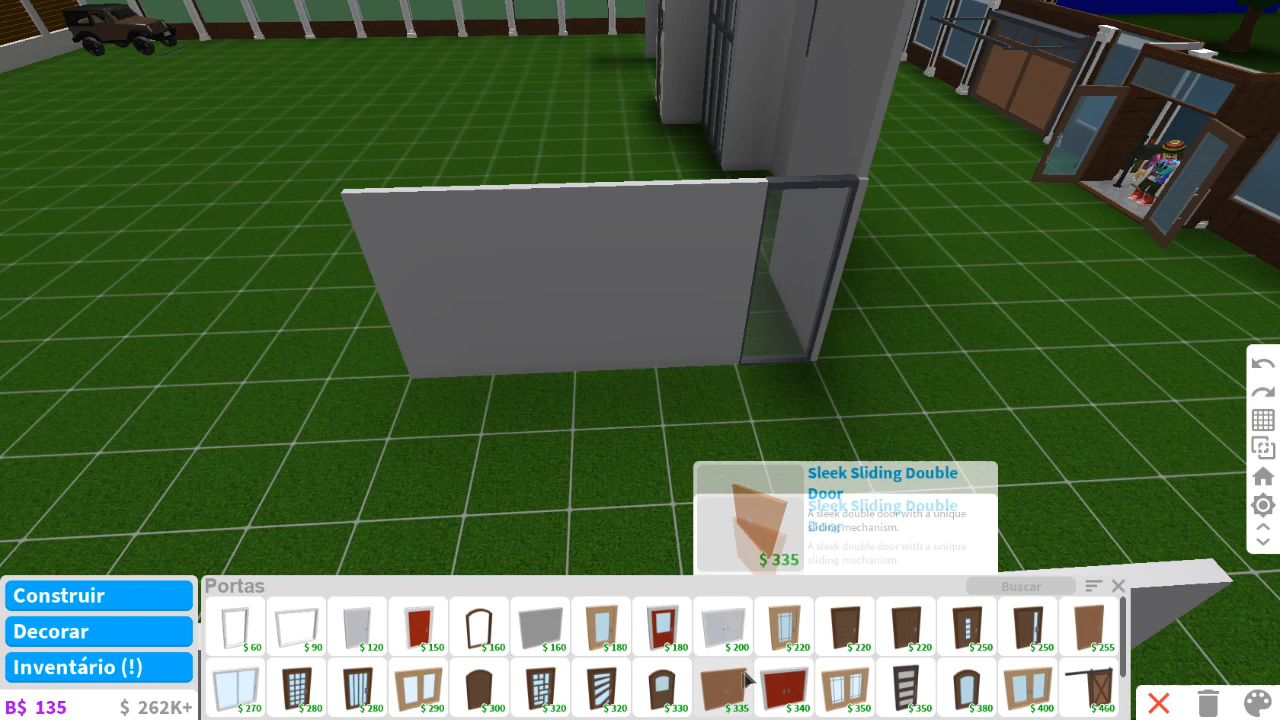 Sleek Sliding Double
Door
A sleek double door with a unique
sliding mechanism.
$ 335
Sleek Sliding Double
Door
A sleek double door with a unique
sliding mechanism.
Construir
Decorar
Inventário (!)
B$ 135
$ 262K+
Portas
Buscar
$ 60
$ 90
$ 120
$ 150
$ 160
$ 160
$ 180
$ 180
$ 200
$ 220
$ 220
$ 220
$ 250
$ 250
$ 255
$ 270
$ 280
$ 280
$ 290
$ 300
$ 320
$ 320
$ 330
$ 335
$ 340
$ 350
$ 350
$ 380
$ 400
$ 460